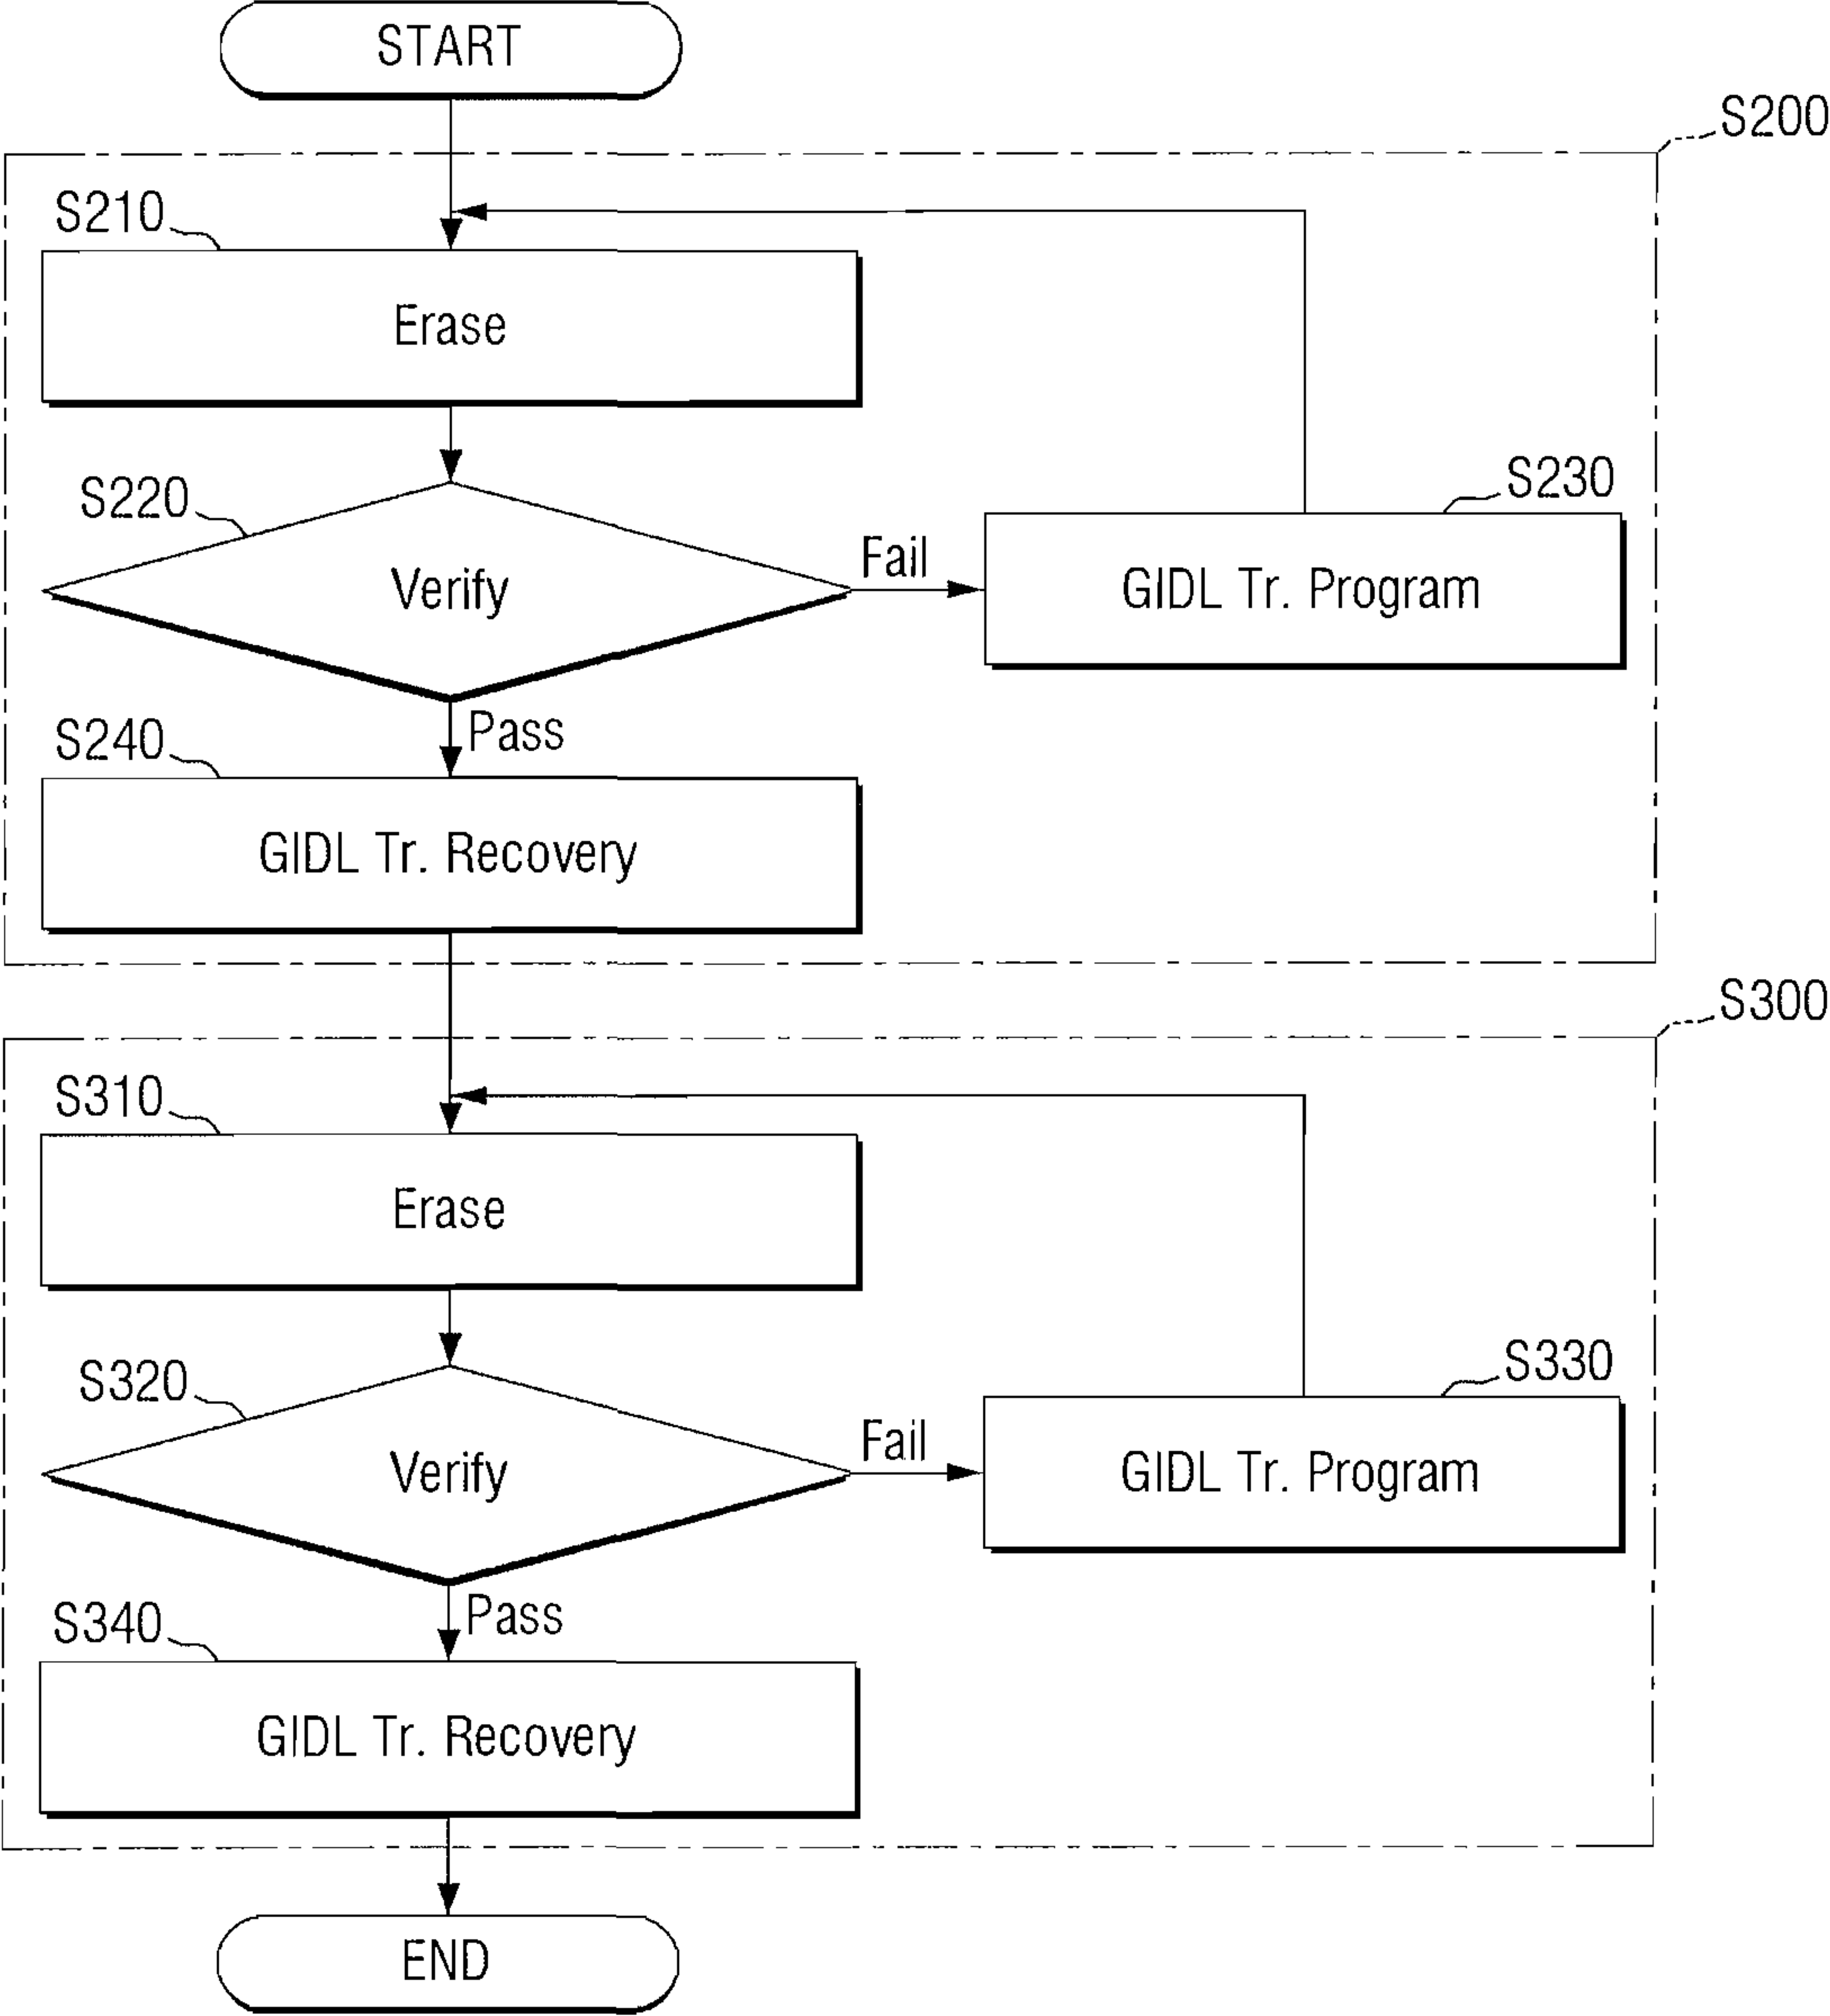 START
S200
S210
Erase
S220
Verify
Fail
S230
GIDL Tr. Program
Pass
S240
GIDL Tr. Recovery
S300
S310
Erase
S320
Verify
Fail
S330
GIDL Tr. Program
Pass
S340
GIDL Tr. Recovery
END